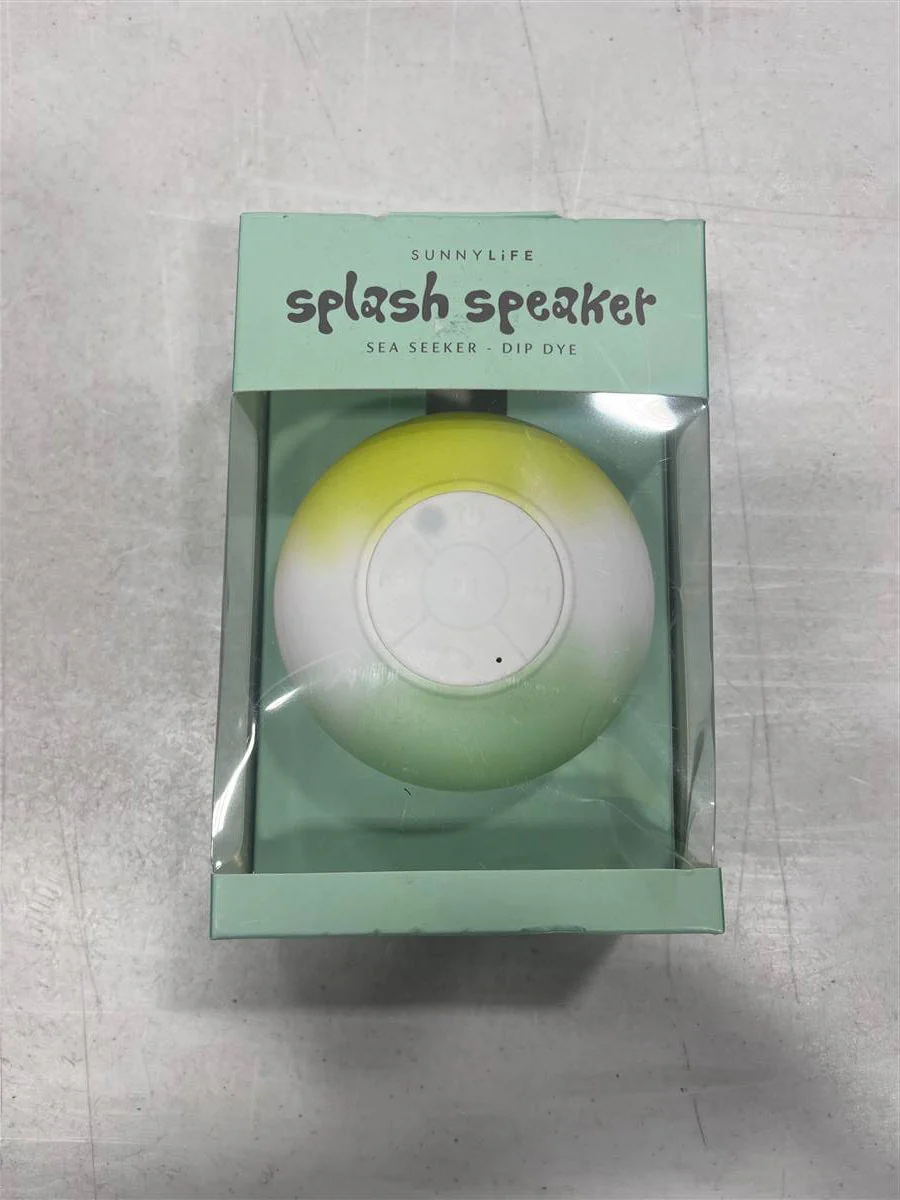 SUNNYLiFE
splash speaker
SEA SEEKER - DIP DYE